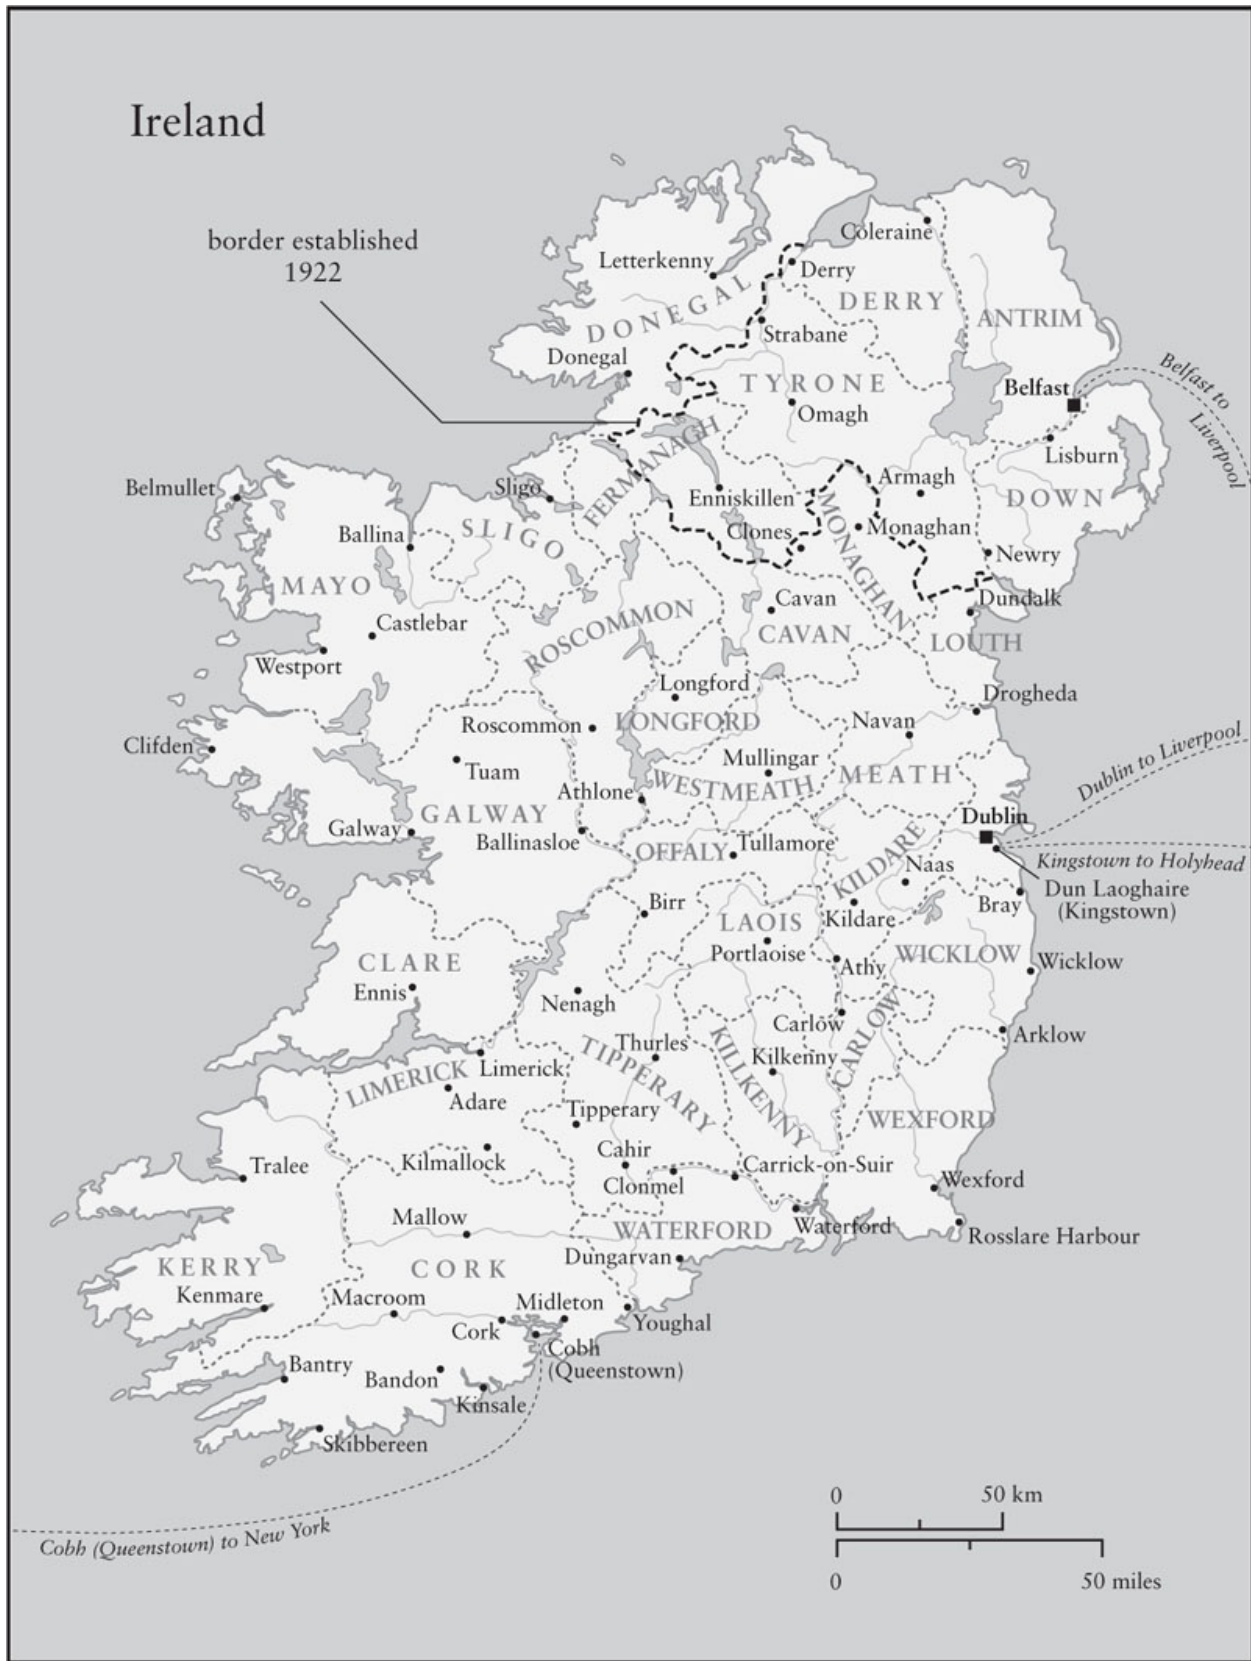 Ireland
border established
1922
Coleraine
Letterkenny
Derry
DONEGAL
DERRY
ANTRIM
Strabane
Donegal
TYRONE
Belfast
Belfast to
Liverpool
Omagh
FERMANAGH
Lisburn
Belmullet
Sligo
Enniskillen
Armagh
DOWN
Ballina
SLIGO
Clones
MONAGHAN
Monaghan
Newry
MAYO
Cavan
Dundalk
Castlebar
ROSCOMMON
CAVAN
LOUTH
Westport
Longford
Drogheda
Roscommon
LONGFORD
Navan
Clifden
Tuam
Mullingar
MEATH
Dublin to Liverpool
Athlone
WESTMEATH
GALWAY
Dublin
Galway
Ballinasloe
OFFALY
Tullamore
KILDARE
Kingstown to Holyhead
Naas
Dun Laoghaire
(Kingstown)
Birr
Kildare
Bray
LAOIS
Portlaoise
WICKLOW
CLARE
Athy
Wicklow
Ennis
Nenagh
Carlow
CARLOW
Arklow
Thurles
TIPPERARY
KILKENNY
Kilkenny
Limerick
LIMERICK
Adare
Tipperary
WEXFORD
Kilmallock
Cahir
Carrick-on-Suir
Tralee
Clonmel
Wexford
Mallow
WATERFORD
Waterford
Rosslare Harbour
KERRY
CORK
Dungarvan
Kenmare
Macroom
Midleton
Cork
Youghal
Cobh
(Queenstown)
Bantry
Bandon
Kinsale
Skibbereen
Cobh (Queenstown) to New York
0 50 km
0 50 miles